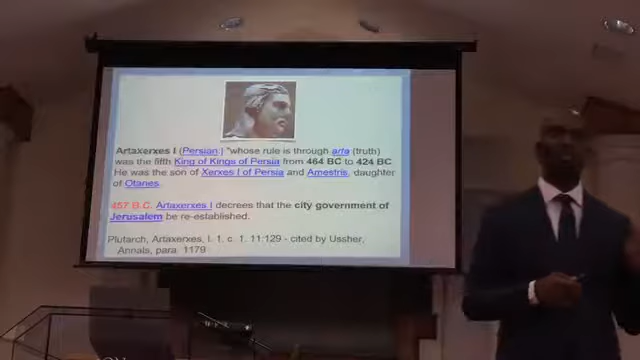 Artaxerxes I (Persian:) "whose rule is through arta (truth)
was the fifth King of Kings of Persia from 464 BC to 424 BC
He was the son of Xerxes I of Persia and Amestris, daughter
of Otanes.
457 B.C. Artaxerxes I decrees that the city government of
Jerusalem be re-established.
Plutarch, Artaxerxes, l. 1. c. 1. 11:129 - cited by Ussher,
Annals, para. 1179